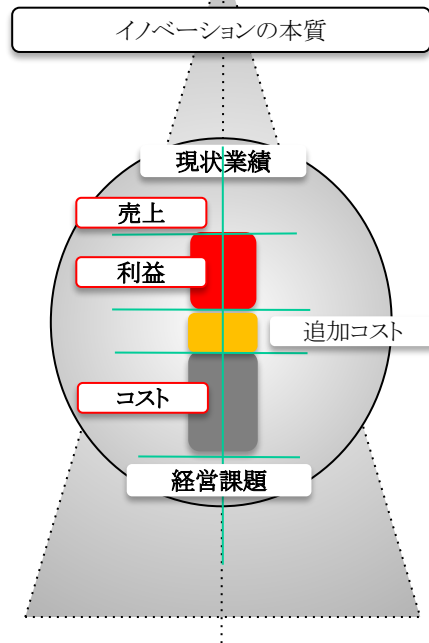 イノベーションの本質
現状業績
売上
利益
追加コスト
コスト
経営課題